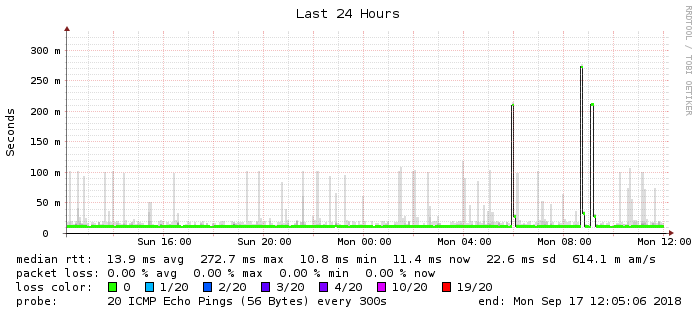 Last 24 Hours
RRDTOOL / TOBI OETIKER
Seconds
300 m
250 m
200 m
150 m
100 m
50 m
0
Sun 16:00 Sun 20:00 Mon 00:00 Mon 04:00 Mon 08:00 Mon 12:00
median rtt: 13.9 ms avg 272.7 ms max 10.8 ms min 11.4 ms now 22.6 ms sd 614.1 m am/s
packet loss: 0.00 % avg 0.00 % max 0.00 % min 0.00 % now
loss color: 0 1/20 2/20 3/20 4/20 10/20 19/20
probe: 20 ICMP Echo Pings (56 Bytes) every 300s end: Mon Sep 17 12:05:06 2018